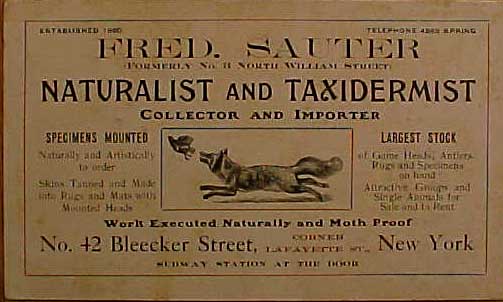 ESTABLISHED 1860 TELEPHONE 4263 SPRING
FRED. SAUTER
(FORMERLY No. 3 NORTH WILLIAM STREET)
NATURALIST AND TAXIDERMIST
COLLECTOR AND IMPORTER
SPECIMENS MOUNTED
Naturally and Artistically
to order
Skins Tanned and Made
into Rugs and Mats with
Mounted Heads
LARGEST STOCK
of Game Heads, Antlers,
Rugs and Specimens
on hand
Attractive Groups and
Single Animals for
Sale and to Rent
Work Executed Naturally and Moth Proof
No. 42 Bleecker Street, CORNER LAFAYETTE ST., New York
SUBWAY STATION AT THE DOOR